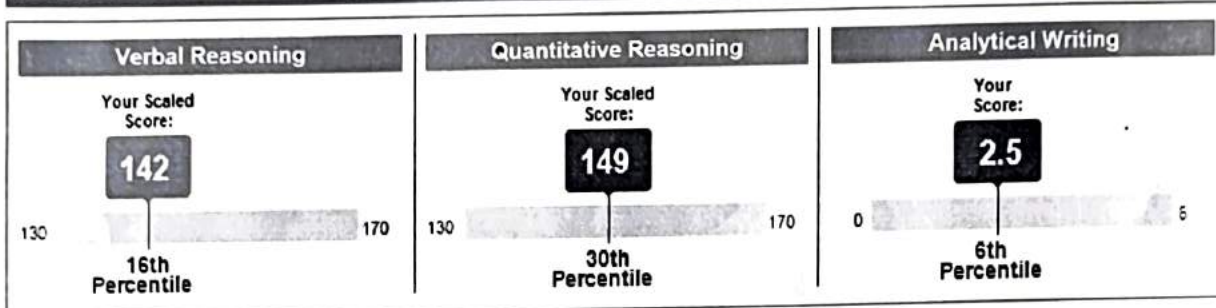 Verbal Reasoning
Your Scaled
Score:
142
130
170
16th
Percentile
Quantitative Reasoning
Your Scaled
Score:
149
130
170
30th
Percentile
Analytical Writing
Your
Score:
2.5
0
6
6th
Percentile